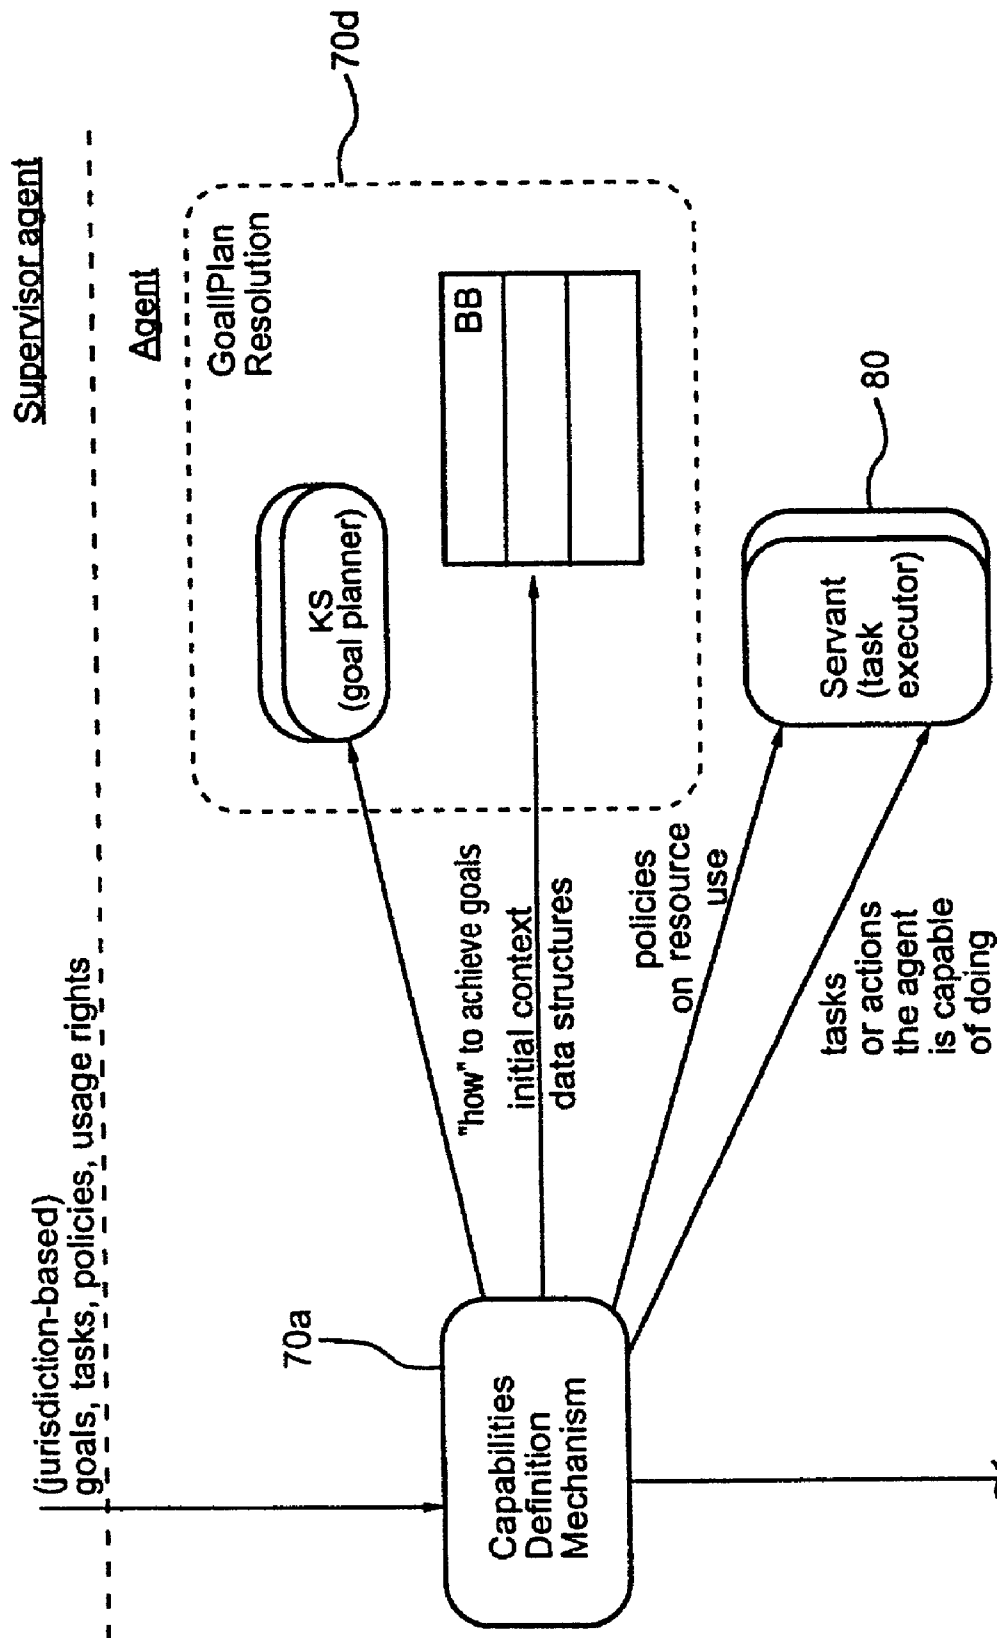 Supervisor agent
(jurisdiction-based)
goals, tasks, policies, usage rights
Agent
70a
Capabilities
Definition
Mechanism
"how" to achieve goals
initial context
data structures
policies
on resource
use
tasks
or actions
the agent
is capable
of doing
GoallPlan
Resolution
70d
KS
(goal planner)
BB
Servant
(task
executor)
80